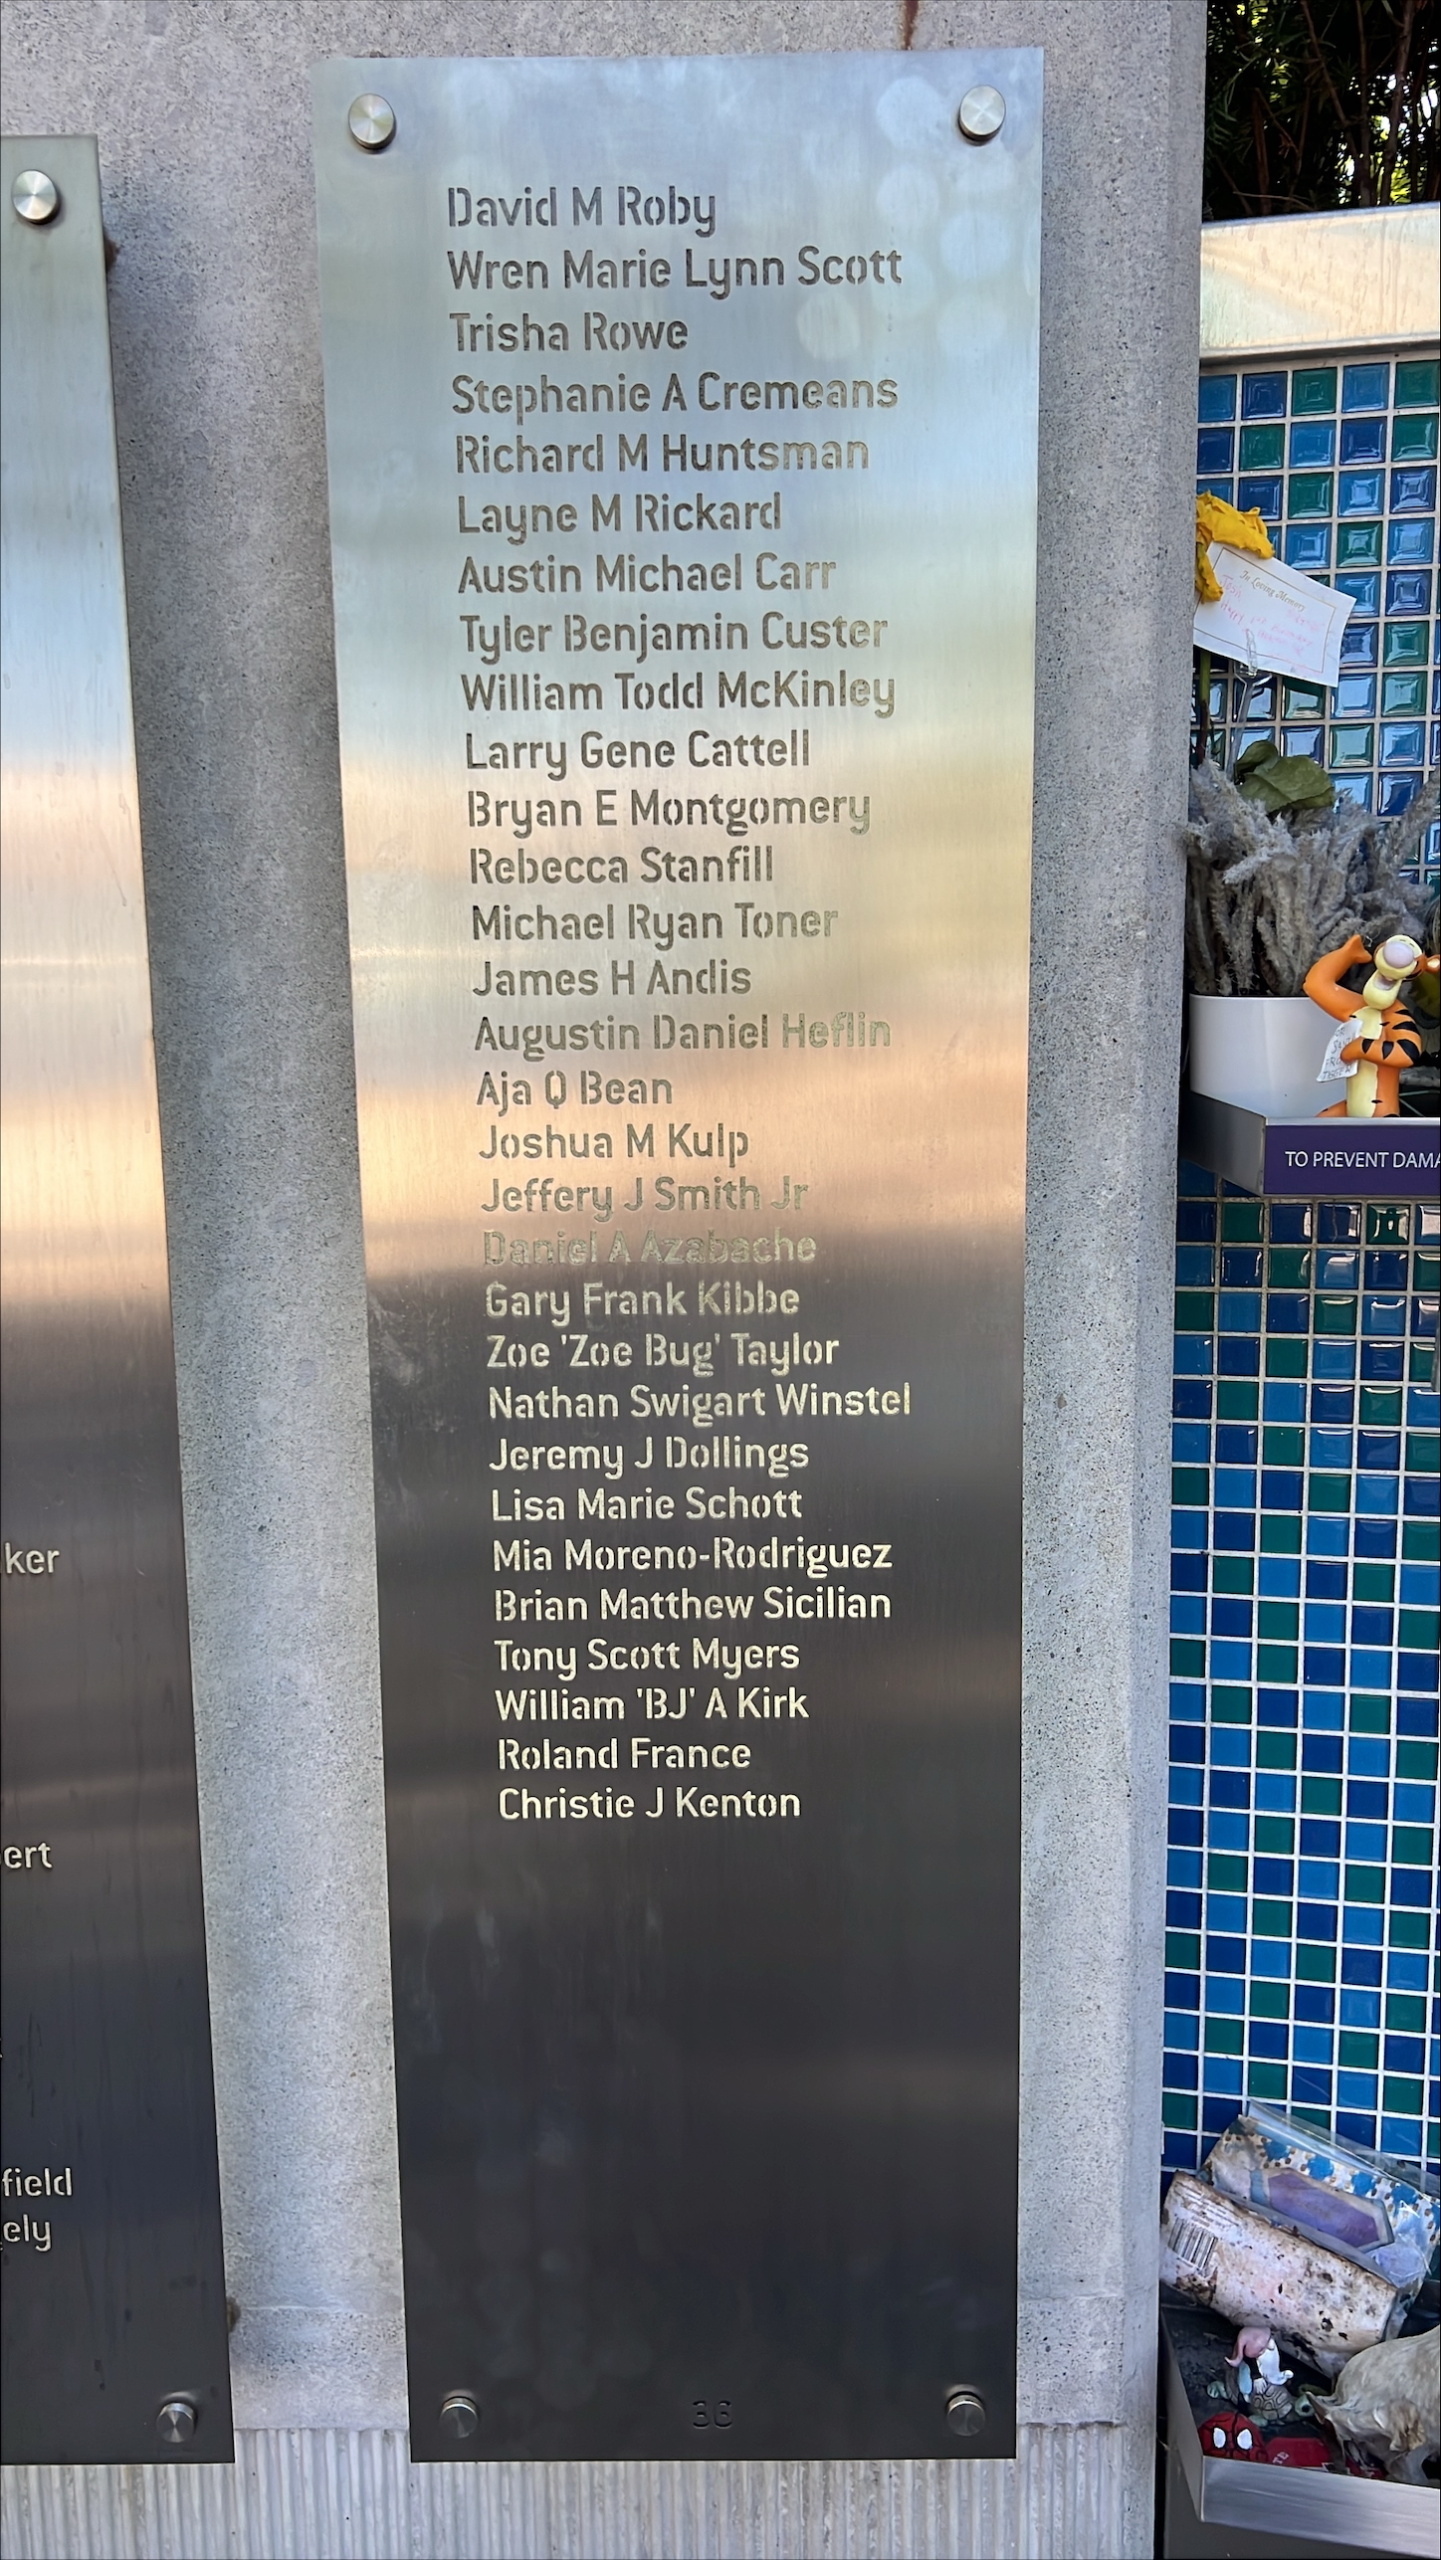 David M Roby
Wren Marie Lynn Scott
Trisha Rowe
Stephanie A Cremeans
Richard M Huntsman
Layne M Rickard
Austin Michael Carr
Tyler Benjamin Custer
William Todd McKinley
Larry Gene Cattell
Bryan E Montgomery
Rebecca Stanfill
Michael Ryan Toner
James H Andis
Augustin Daniel Heflin
Aja Q Bean
Joshua M Kulp
Jeffery J Smith Jr
Daniel A Azabache
Gary Frank Kibbe
Zoe 'Zoe Bug' Taylor
Nathan Swigart Winstel
Jeremy J Dollings
Lisa Marie Schott
Mia Moreno-Rodriguez
Brian Matthew Sicilian
Tony Scott Myers
William 'BJ' A Kirk
Roland France
Christie J Kenton
36
ker
ert
field
ely
In Loving Memory
TO PREVENT DAMA